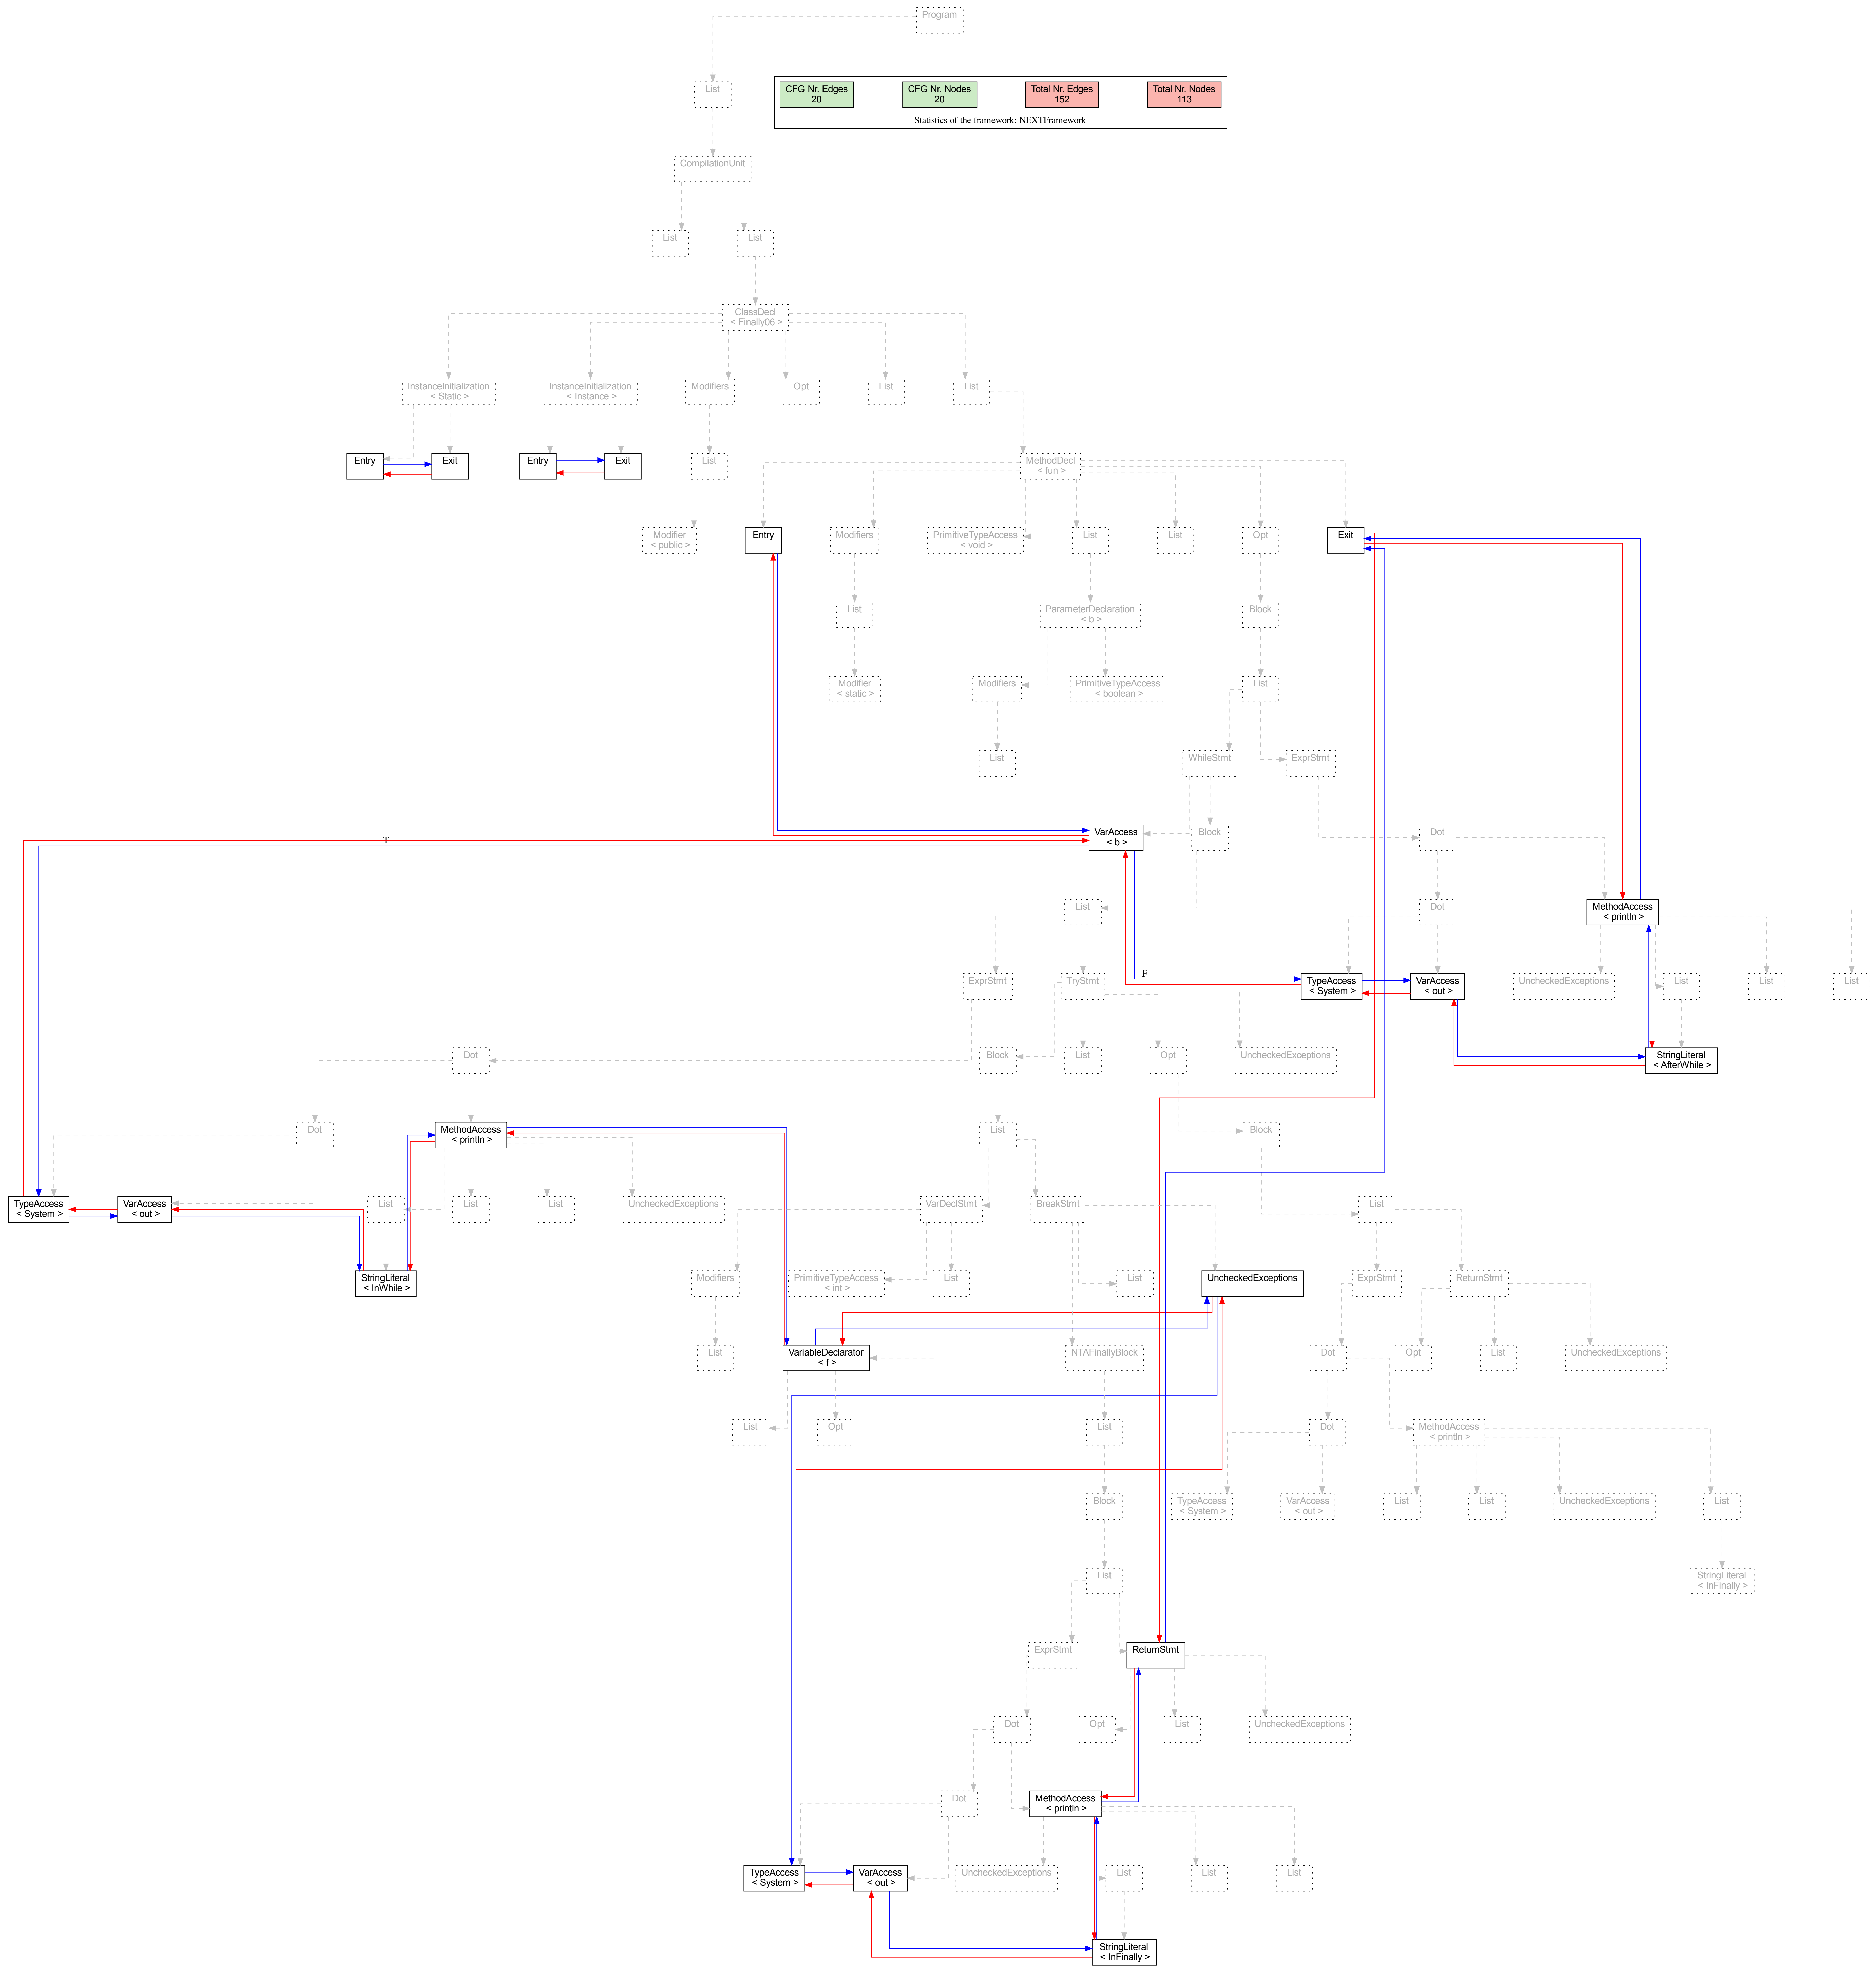 Program
List
CFG Nr. Edges
20
CFG Nr. Nodes
20
Total Nr. Edges
152
Total Nr. Nodes
113
Statistics of the framework: NEXTFramework
CompilationUnit
List
List
ClassDecl
< Finally06 >
InstanceInitialization
< Static >
InstanceInitialization
< Instance >
Modifiers
Opt
List
List
Entry
Exit
Entry
Exit
List
MethodDecl
< fun >
Modifier
< public >
Entry
Modifiers
PrimitiveTypeAccess
< void >
List
List
Opt
Exit
List
ParameterDeclaration
< b >
Block
Modifier
< static >
Modifiers
PrimitiveTypeAccess
< boolean >
List
List
WhileStmt
ExprStmt
T
VarAccess
< b >
Block
Dot
List
Dot
MethodAccess
< println >
ExprStmt
TryStmt
F
TypeAccess
< System >
VarAccess
< out >
UncheckedExceptions
List
List
List
Dot
Block
List
Opt
UncheckedExceptions
StringLiteral
< AfterWhile >
Dot
MethodAccess
< println >
List
Block
TypeAccess
< System >
VarAccess
< out >
List
List
List
UncheckedExceptions
VarDeclStmt
BreakStmt
List
StringLiteral
< InWhile >
Modifiers
PrimitiveTypeAccess
< int >
List
List
UncheckedExceptions
ExprStmt
ReturnStmt
List
VariableDeclarator
< f >
NTAFinallyBlock
Dot
Opt
List
UncheckedExceptions
List
Opt
List
Dot
MethodAccess
< println >
Block
TypeAccess
< System >
VarAccess
< out >
List
List
UncheckedExceptions
List
List
StringLiteral
< InFinally >
ExprStmt
ReturnStmt
Dot
Opt
List
UncheckedExceptions
Dot
MethodAccess
< println >
TypeAccess
< System >
VarAccess
< out >
UncheckedExceptions
List
List
List
StringLiteral
< InFinally >